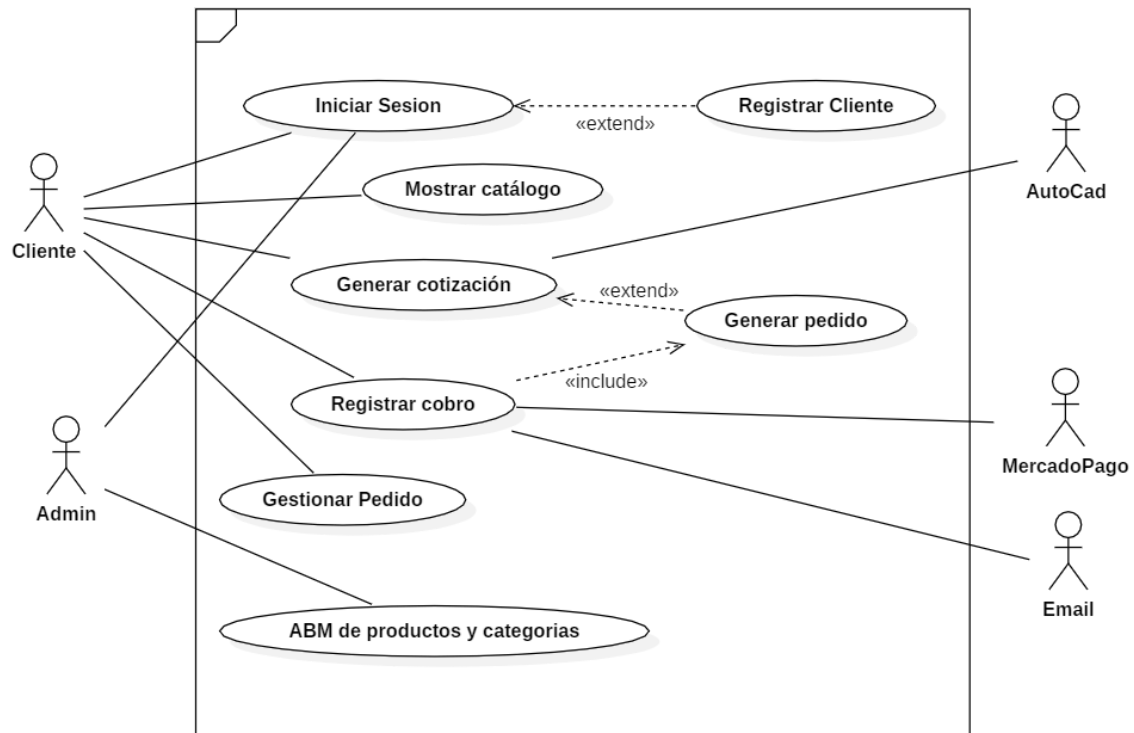 Iniciar Sesion
«extend»
Registrar Cliente
Mostrar catálogo
AutoCad
Cliente
Generar cotización
«extend»
Generar pedido
«include»
Registrar cobro
MercadoPago
Gestionar Pedido
Admin
Email
ABM de productos y categorias